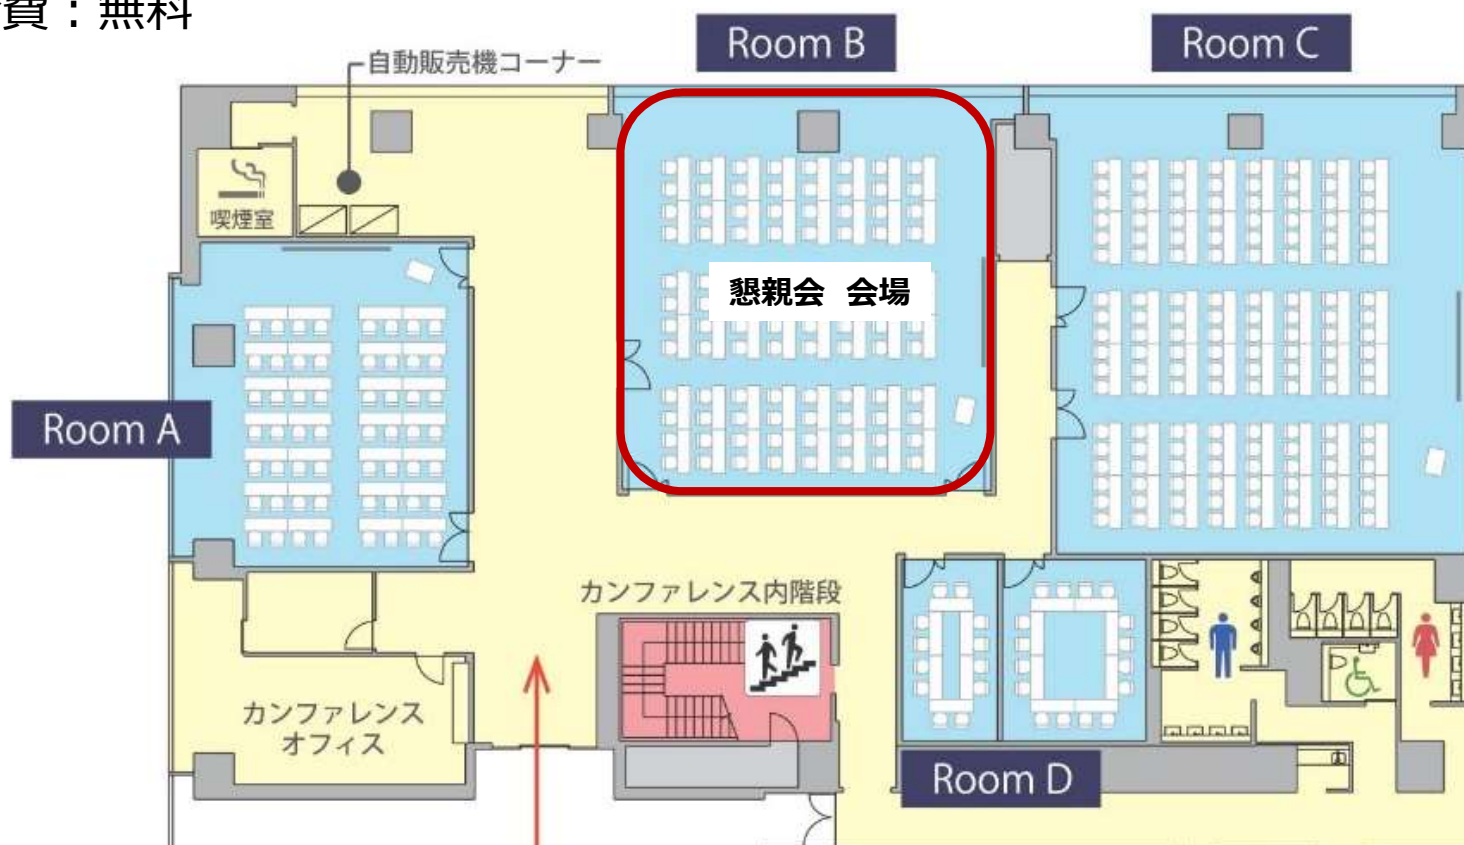 費：無料
Room B
Room C
自動販売機コーナー
喫煙室
懇親会 会場
Room A
カンファレンス内階段
カンファレンス
オフィス
Room D